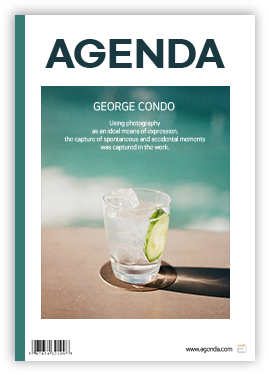 AGENDA
GEORGE CONDO
Using photography
as an ideal means of expression,
the capture of spontaneous and accidental moments
was captured in the work.
www.agonda.com